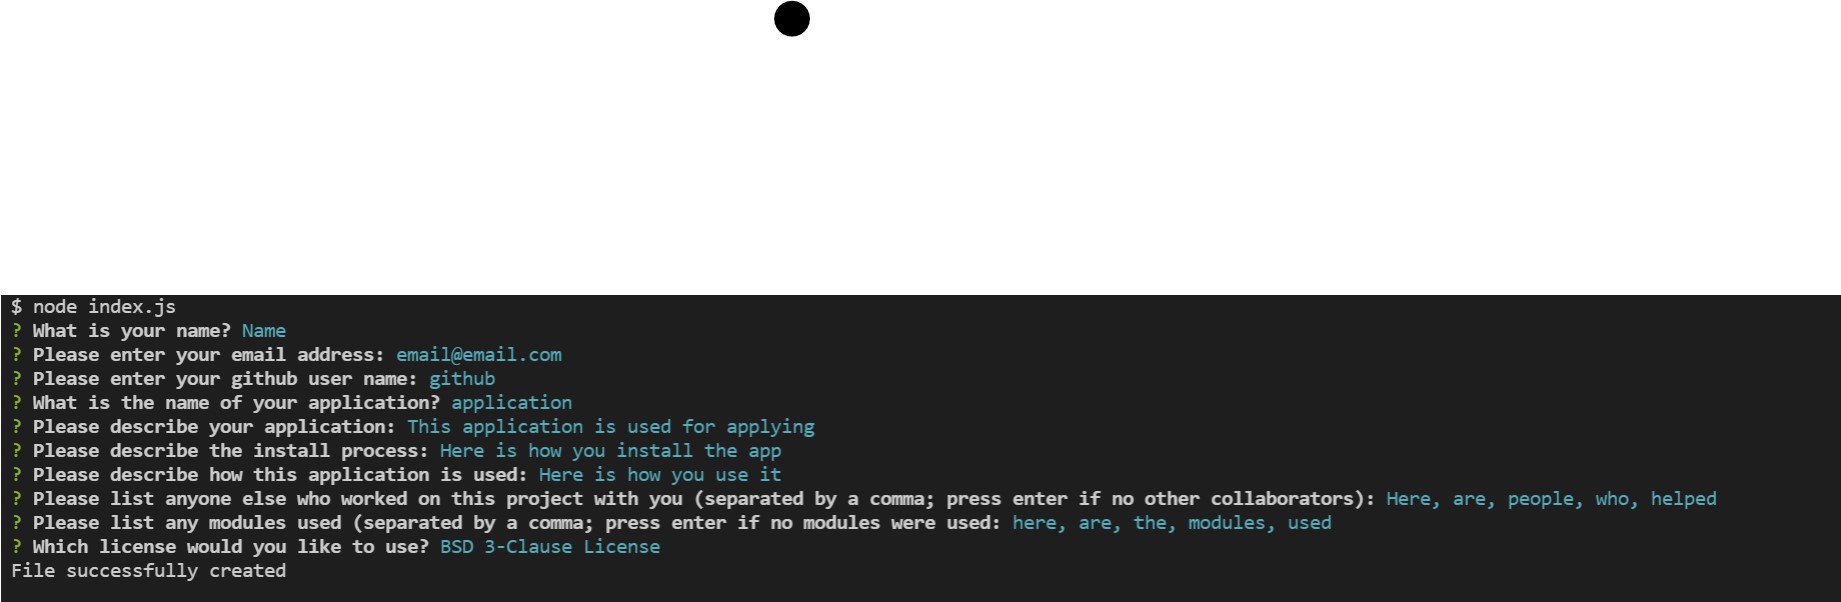 $ node index.js
? What is your name? Name
? Please enter your email address: email@email.com
? Please enter your github user name: github
? What is the name of your application? application
? Please describe your application: This application is used for applying
? Please describe the install process: Here is how you install the app
? Please describe how this application is used: Here is how you use it
? Please list anyone else who worked on this project with you (separated by a comma; press enter if no other collaborators): Here, are, people, who, helped
? Please list any modules used (separated by a comma; press enter if no modules were used: here, are, the, modules, used
? Which license would you like to use? BSD 3-Clause License
File successfully created